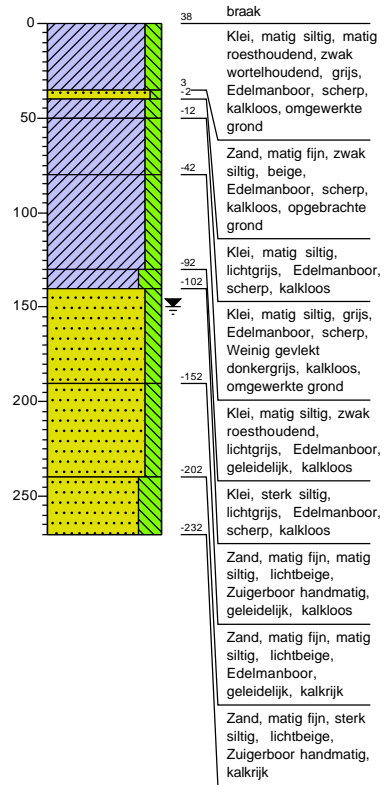 braak
0
38
Klei, matig siltig, matig
roesthoudend, zwak
wortelhoudend, grijs,
Edelmanboor, scherp,
kalkloos, omgewerkte
grond
3
-2
Zand, matig fijn, zwak
siltig, beige,
Edelmanboor, scherp,
kalkloos, opgebrachte
grond
50
-12
Klei, matig siltig,
lichtgrijs, Edelmanboor,
scherp, kalkloos
-42
Klei, matig siltig, grijs,
Edelmanboor, scherp,
Weinig gevlekt
donkergrijs, kalkloos,
omgewerkte grond
100
-92
Klei, matig siltig, zwak
roesthoudend,
lichtgrijs, Edelmanboor,
geleidelijk, kalkloos
-102
Klei, sterk siltig,
lichtgrijs, Edelmanboor,
scherp, kalkloos
150
-152
Zand, matig fijn, matig
siltig, lichtbeige,
Zuigerboor handmatig,
geleidelijk, kalkloos
200
-202
Zand, matig fijn, matig
siltig, lichtbeige,
Edelmanboor,
geleidelijk, kalkrijk
250
-232
Zand, matig fijn, sterk
siltig, lichtbeige,
Zuigerboor handmatig,
kalkrijk